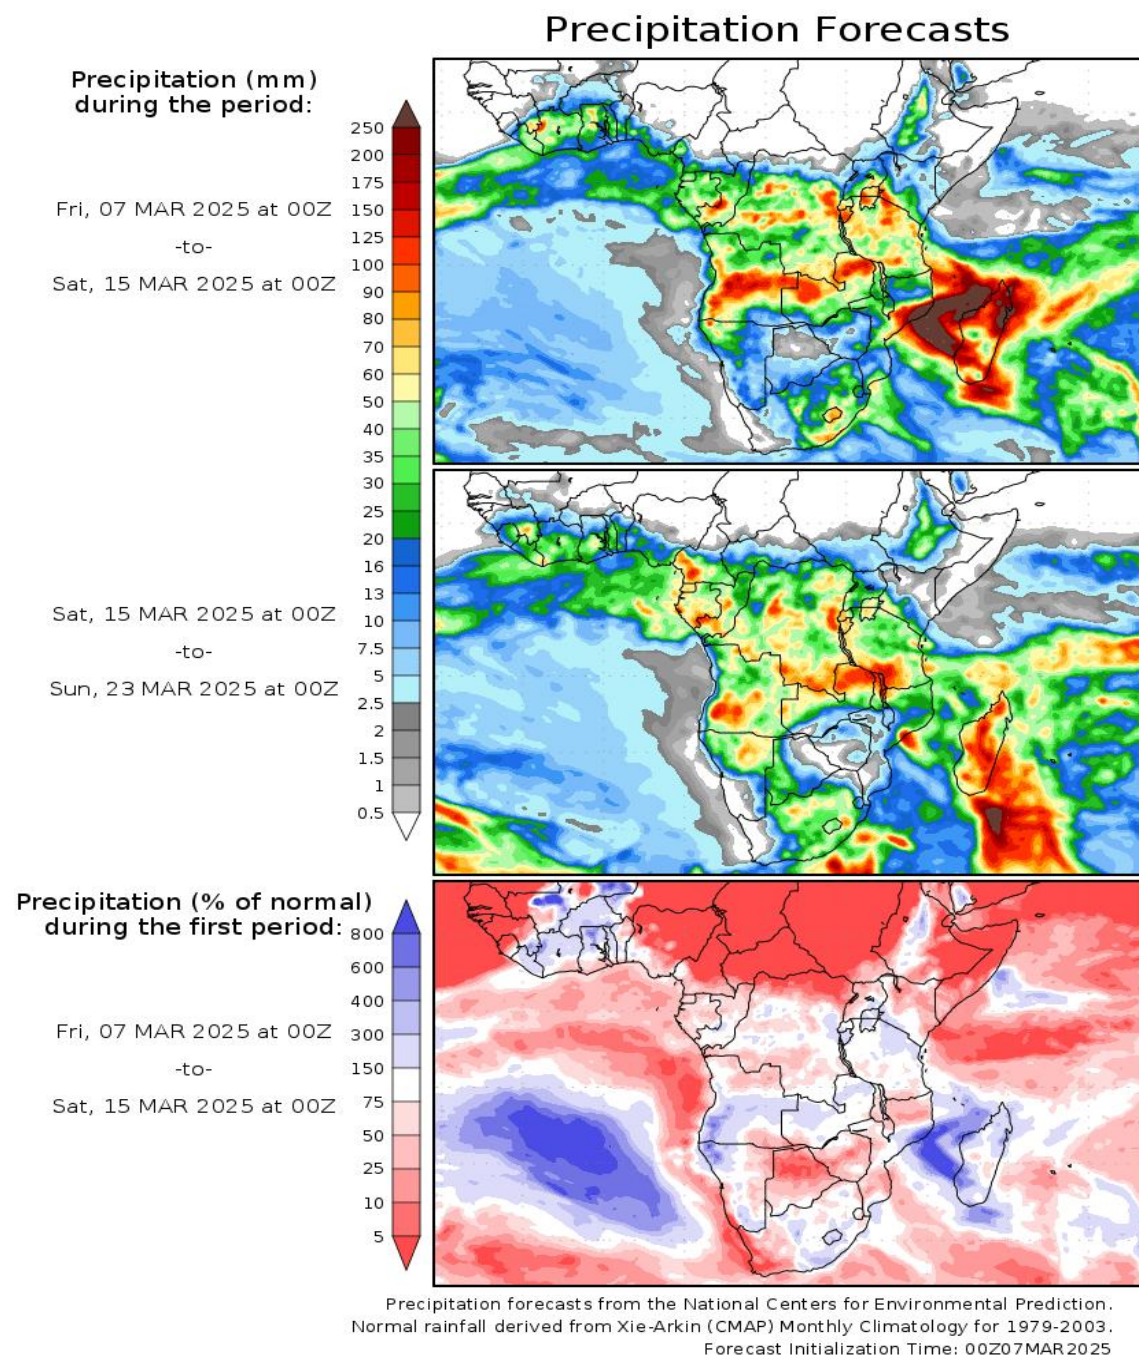 Precipitation Forecasts
Precipitation (mm)
during the period:
Fri, 07 MAR 2025 at 00Z
-to-
Sat, 15 MAR 2025 at 00Z
250
200
175
150
125
100
90
80
70
60
50
40
35
30
25
20
16
13
10
7.5
5
2.5
2
1.5
1
0.5
Sat, 15 MAR 2025 at 00Z
-to-
Sun, 23 MAR 2025 at 00Z
Precipitation (% of normal)
during the first period:
Fri, 07 MAR 2025 at 00Z
-to-
Sat, 15 MAR 2025 at 00Z
800
600
400
300
150
75
50
25
10
5
Precipitation forecasts from the National Centers for Environmental Prediction.
Normal rainfall derived from Xie-Arkin (CMAP) Monthly Climatology for 1979-2003.
Forecast Initialization Time: 00Z07MAR2025